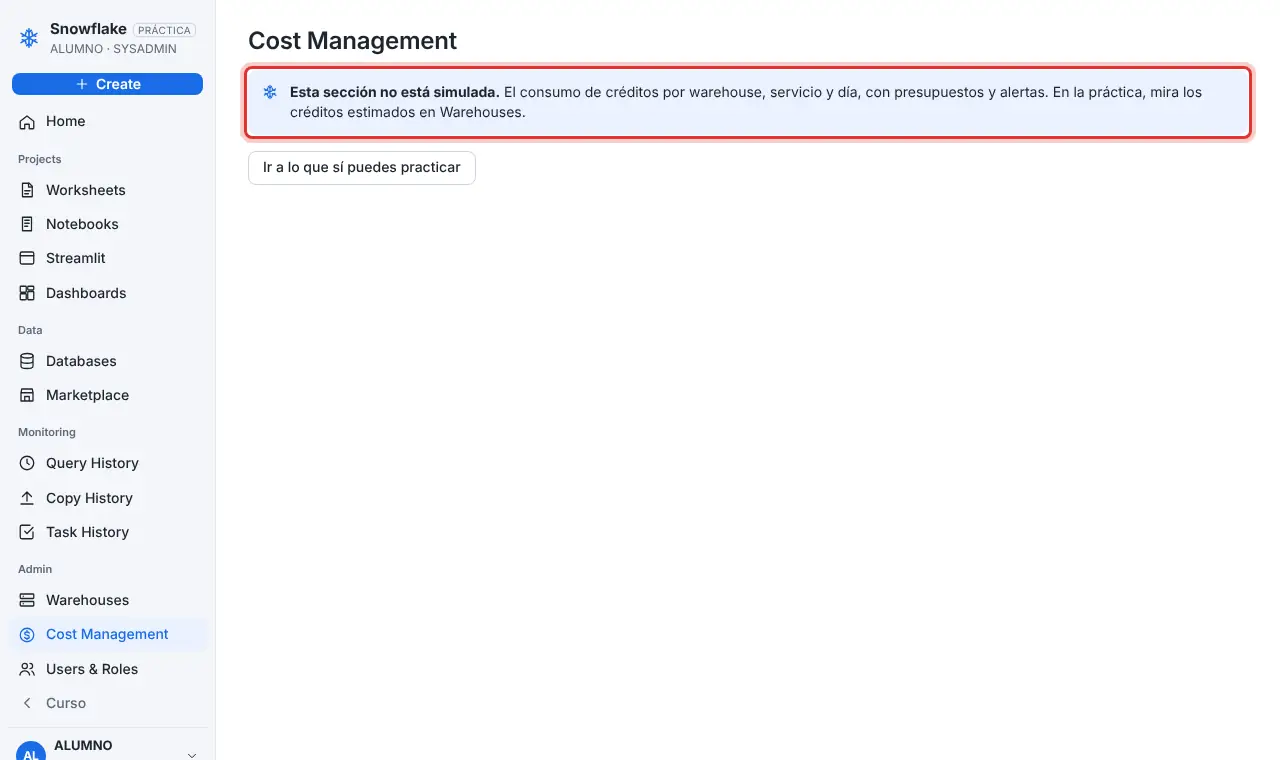 Snowflake PRÁCTICA
ALUMNO · SYSADMIN
+ Create
Home
Projects
Worksheets
Notebooks
Streamlit
Dashboards
Data
Databases
Marketplace
Monitoring
Query History
Copy History
Task History
Admin
Warehouses
Cost Management
Users & Roles
Curso
AL ALUMNO
Cost Management
Esta sección no está simulada. El consumo de créditos por warehouse, servicio y día, con presupuestos y alertas. En la práctica, mira los
créditos estimados en Warehouses.
Ir a lo que sí puedes practicar